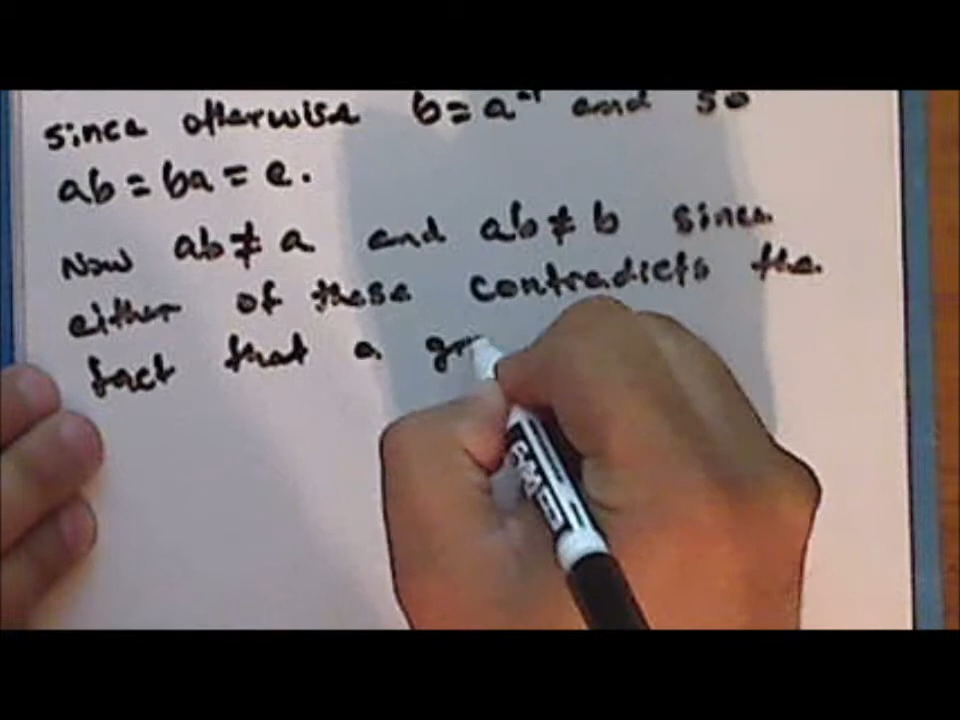 since otherwise b = a⁻¹ and so
ab = ba = e.
Now ab ≠ a and ab ≠ b since
either of these contradicts the
fact that a gr